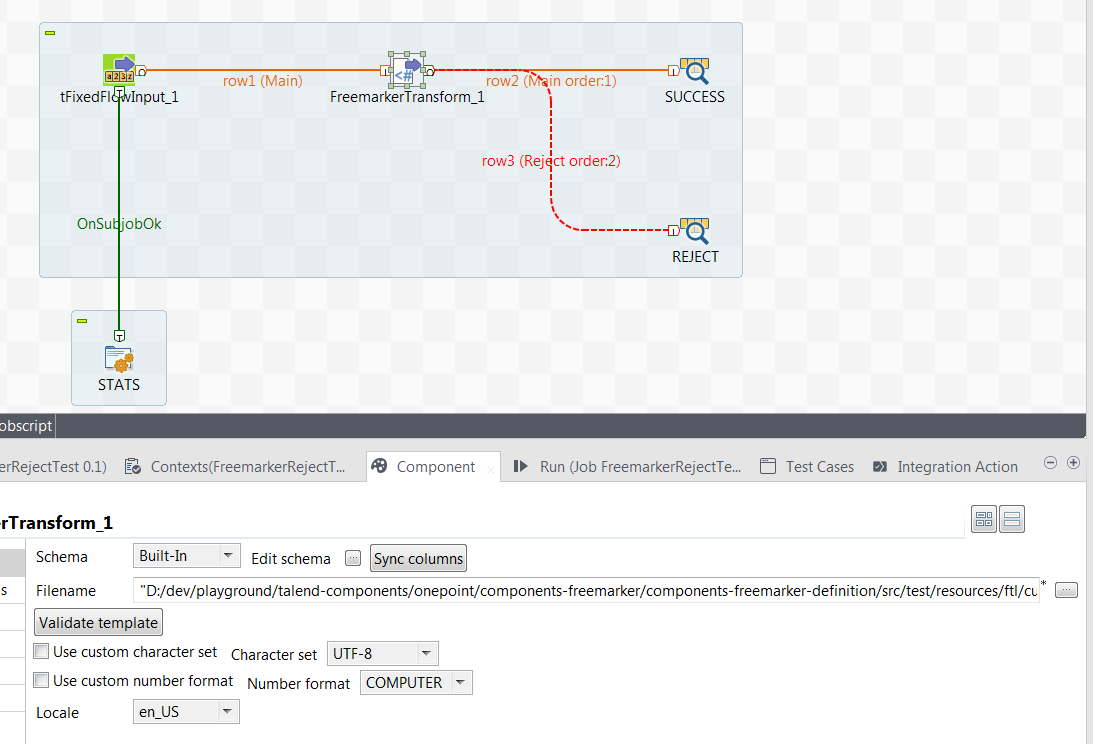 row1 (Main)
row2 (Main order:1)
tFixedFlowInput_1
FreemarkerTransform_1
SUCCESS
row3 (Reject order:2)
OnSubjobOk
REJECT
STATS
obscript
erRejectTest 0.1)
Contexts(FreemarkerRejectT...
Component
Run (Job FreemarkerRejectTe...
Test Cases
Integration Action
rTransform_1
Schema
Built-In
Edit schema
Sync columns
s
Filename
"D:/dev/playground/talend-components/onepoint/components-freemarker/components-freemarker-definition/src/test/resources/ftl/cu
*
Validate template
Use custom character set
Character set
UTF-8
Use custom number format
Number format
COMPUTER
Locale
en_US